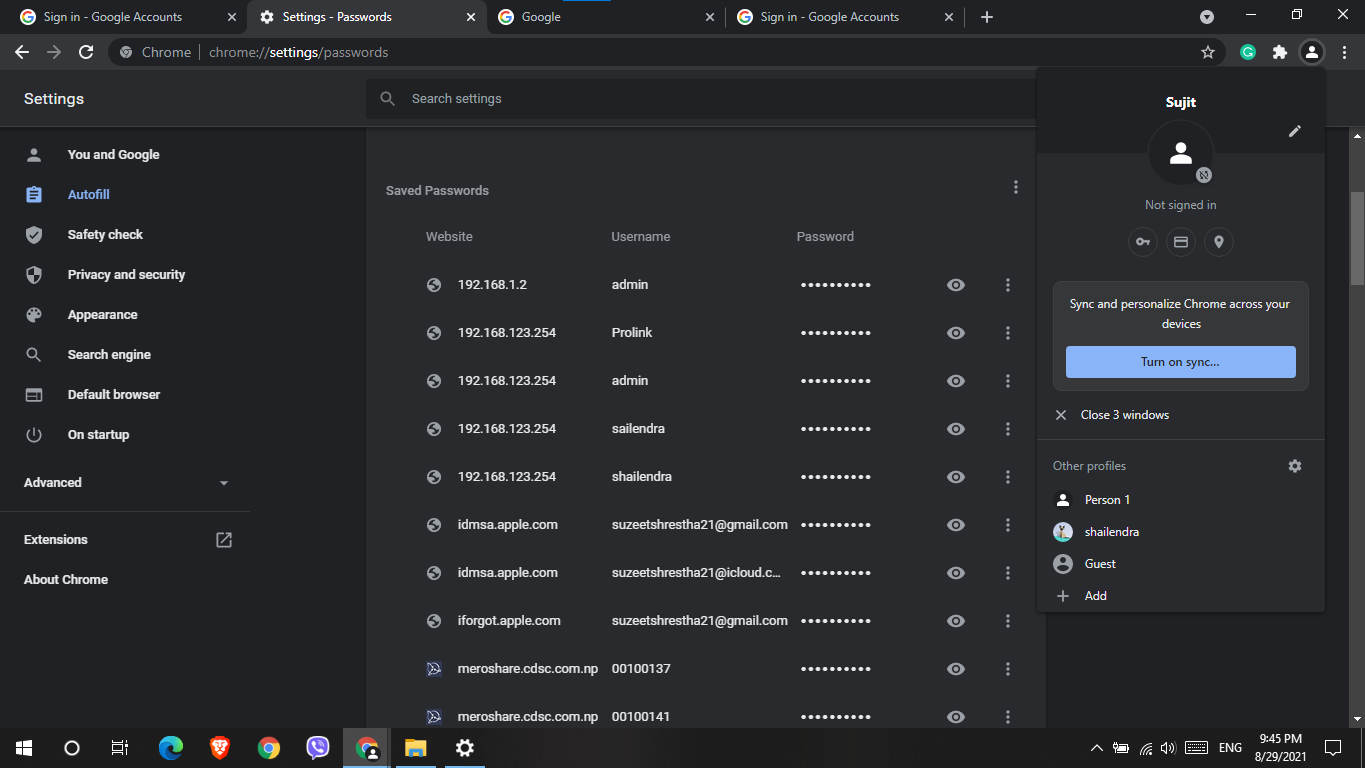 Sign in - Google Accounts
Settings - Passwords
Google
Sign in - Google Accounts
Chrome
chrome://settings/passwords
Settings
Search settings
You and Google
Autofill
Safety check
Privacy and security
Appearance
Search engine
Default browser
On startup
Advanced
Extensions
About Chrome
Saved Passwords
Website Username Password
192.168.1.2 admin ••••••••••
192.168.123.254 Prolink ••••••••••
192.168.123.254 admin ••••••••••
192.168.123.254 sailendra ••••••••••
192.168.123.254 shailendra ••••••••••
idmsa.apple.com suzeetshrestha21@gmail.com ••••••••••
idmsa.apple.com suzeetshrestha21@icloud.c... ••••••••••
iforgot.apple.com suzeetshrestha21@gmail.com ••••••••••
meroshare.cdsc.com.np 00100137 ••••••••••
meroshare.cdsc.com.np 00100141 ••••••••••
Sujit
Not signed in
Sync and personalize Chrome across your
devices
Turn on sync...
Close 3 windows
Other profiles
Person 1
shailendra
Guest
Add
ENG
9:45 PM
8/29/2021